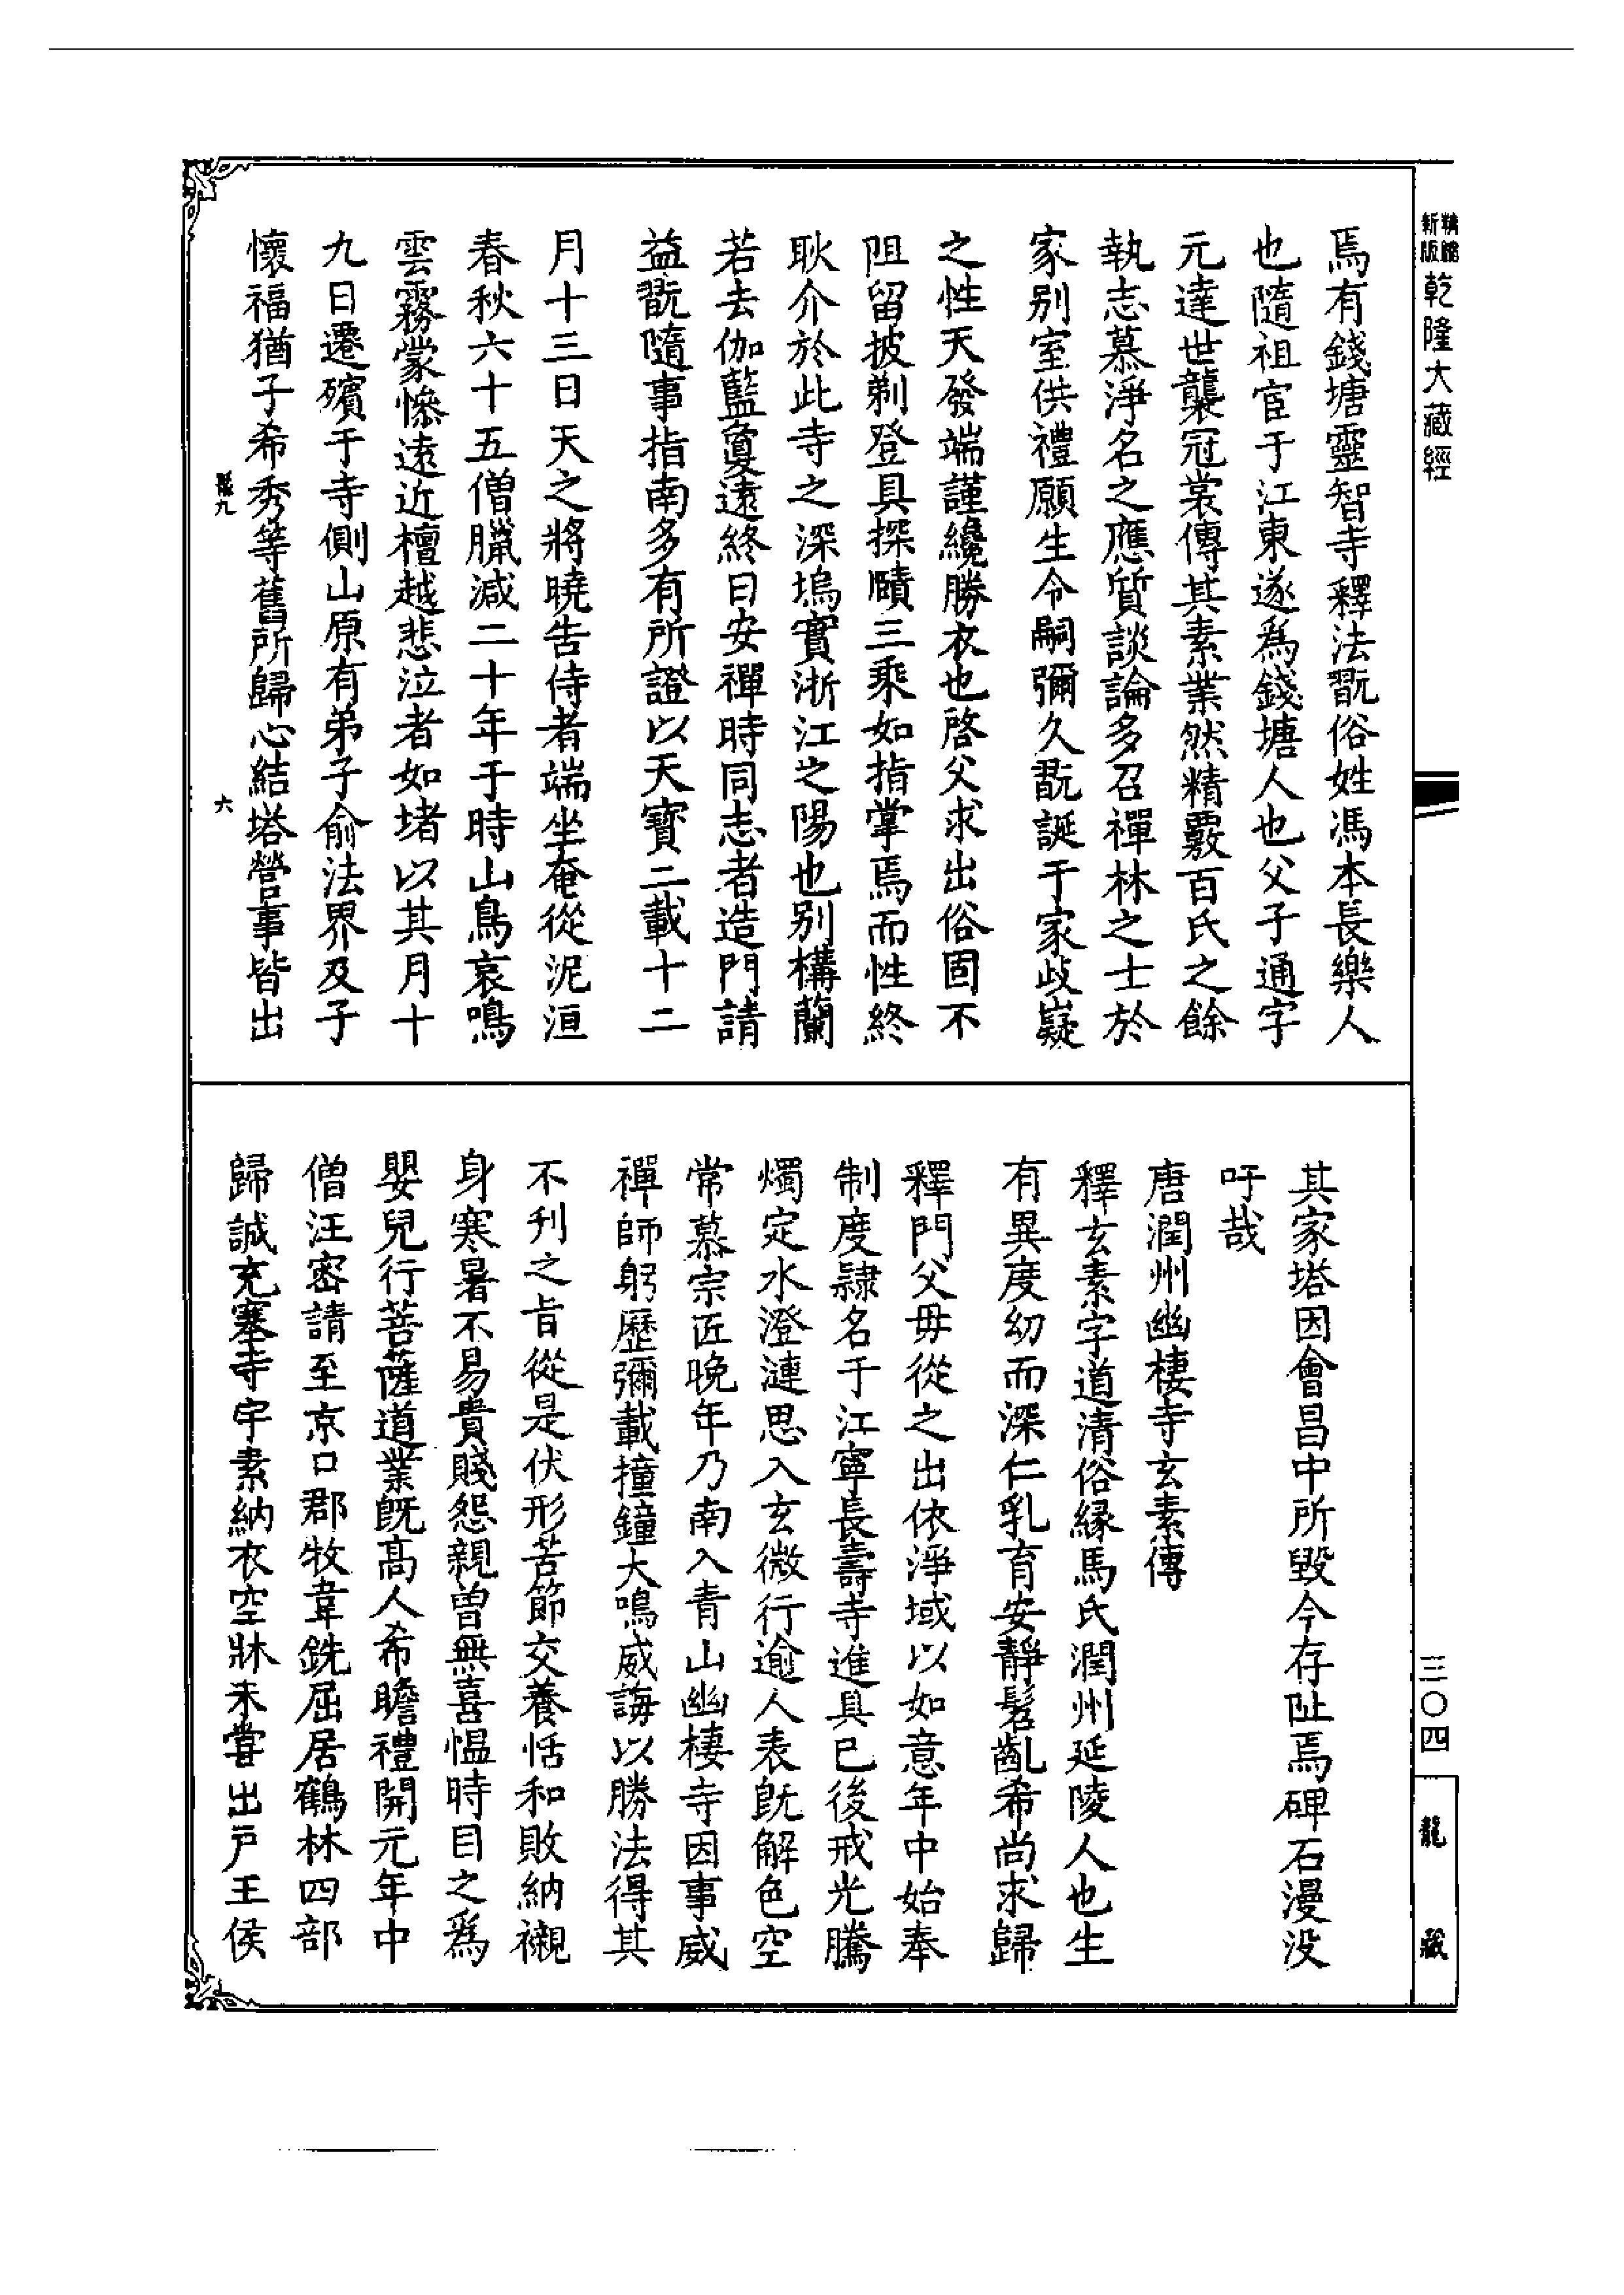 新版
精縮
乾隆大藏經
焉有錢塘靈智寺釋法翫俗姓馮本長樂人
也隨祖宦于江東遂為錢塘人也父子通字
元達世襲冠裳傳其素業然精覈百氏之餘
執志慕淨名之應質談論多召禪林之士於
家別室供禮願生令嗣彌久翫誕于家歧嶷
之性天發端謹纔勝衣也啓父求出俗固不
阻留披剃登具探賾三乘如指掌焉而性終
耿介於此寺之深塢實浙江之陽也別構蘭
若去伽藍敻遠終日安禪時同志者造門請
益翫隨事指南多有所證以天寶二載十二
月十三日天之將曉告侍者端坐奄從泥洹
春秋六十五僧臘減二十年于時山鳥哀鳴
雲霧蒙慘遠近檀越悲泣者如堵以其月十
九日遷殯于寺側山原有弟子俞法界及子
懷福猶子希秀等舊所歸心結塔營事皆出
六
其家塔因會昌中所毀今存阯焉碑石漫沒
吁哉
唐潤州幽棲寺玄素傳
釋玄素字道清俗緣馬氏潤州延陵人也生
有異度幼而深仁乳育安靜髫齔希尚求歸
釋門父母從之出依淨域以如意年中始奉
制度隸名于江寧長壽寺進具已後戒光騰
燭定水澄漣思入玄微行逾人表既解色空
常慕宗匠晚年乃南入青山幽棲寺因事威
禪師躬歷彌載撞鐘大鳴威誨以勝法得其
不刊之旨從是伏形苦節交養恬和敗納襯
身寒暑不易貴賤怨親曾無喜慍時目之為
嬰兒行菩薩道業既高人希瞻禮開元年中
僧汪密請至京口郡牧韋銑屈居鶴林四部
歸誠充塞寺宇素納衣空牀未嘗出戶王侯
三〇四
龍藏